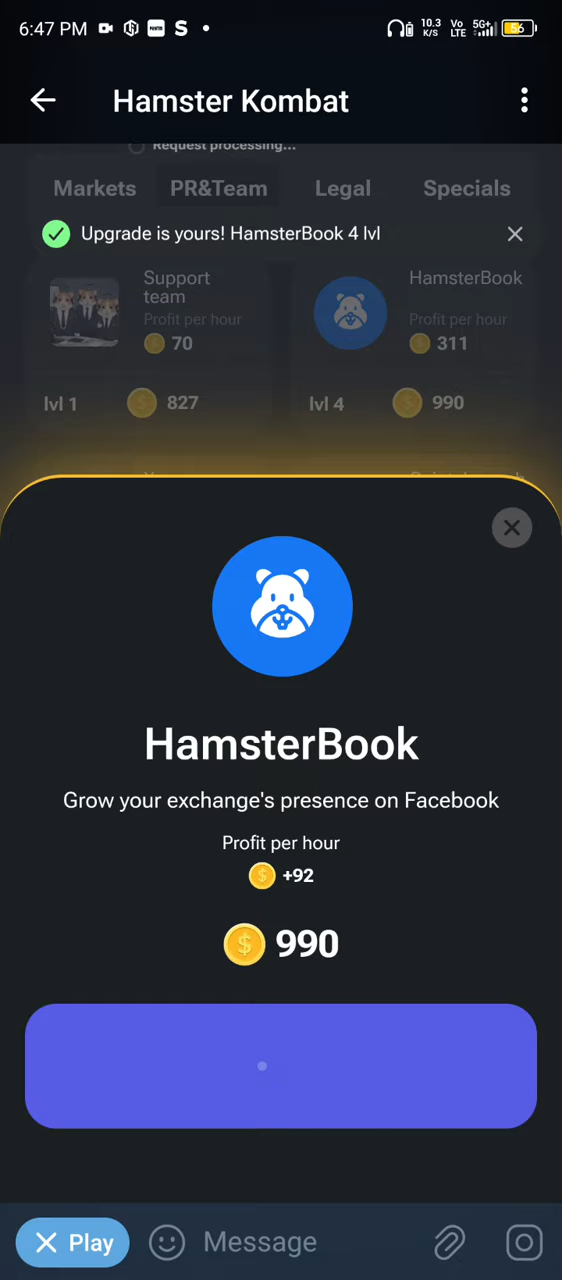 6:47 PM
10.3 K/S
Vo LTE
5G+
56
Hamster Kombat
Request processing...
Markets PR&Team Legal Specials
Upgrade is yours! HamsterBook 4 lvl
Support team
Profit per hour
70
lvl 1 827
HamsterBook
Profit per hour
311
lvl 4 990
HamsterBook
Grow your exchange's presence on Facebook
Profit per hour
+92
990
Play
Message